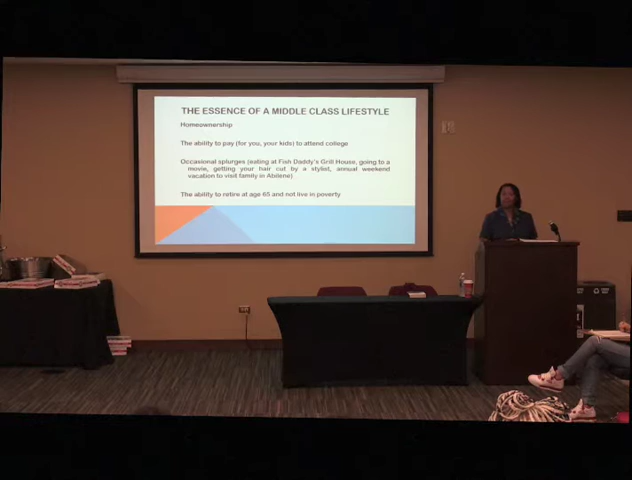 THE ESSENCE OF A MIDDLE CLASS LIFESTYLE
Homeownership
The ability to pay (for you, your kids) to attend college
Occasional splurges (eating at Fish Daddy's Grill House, going to a
movie, getting your hair cut by a stylist, annual weekend
vacation to visit family in Abilene)
The ability to retire at age 65 and not live in poverty